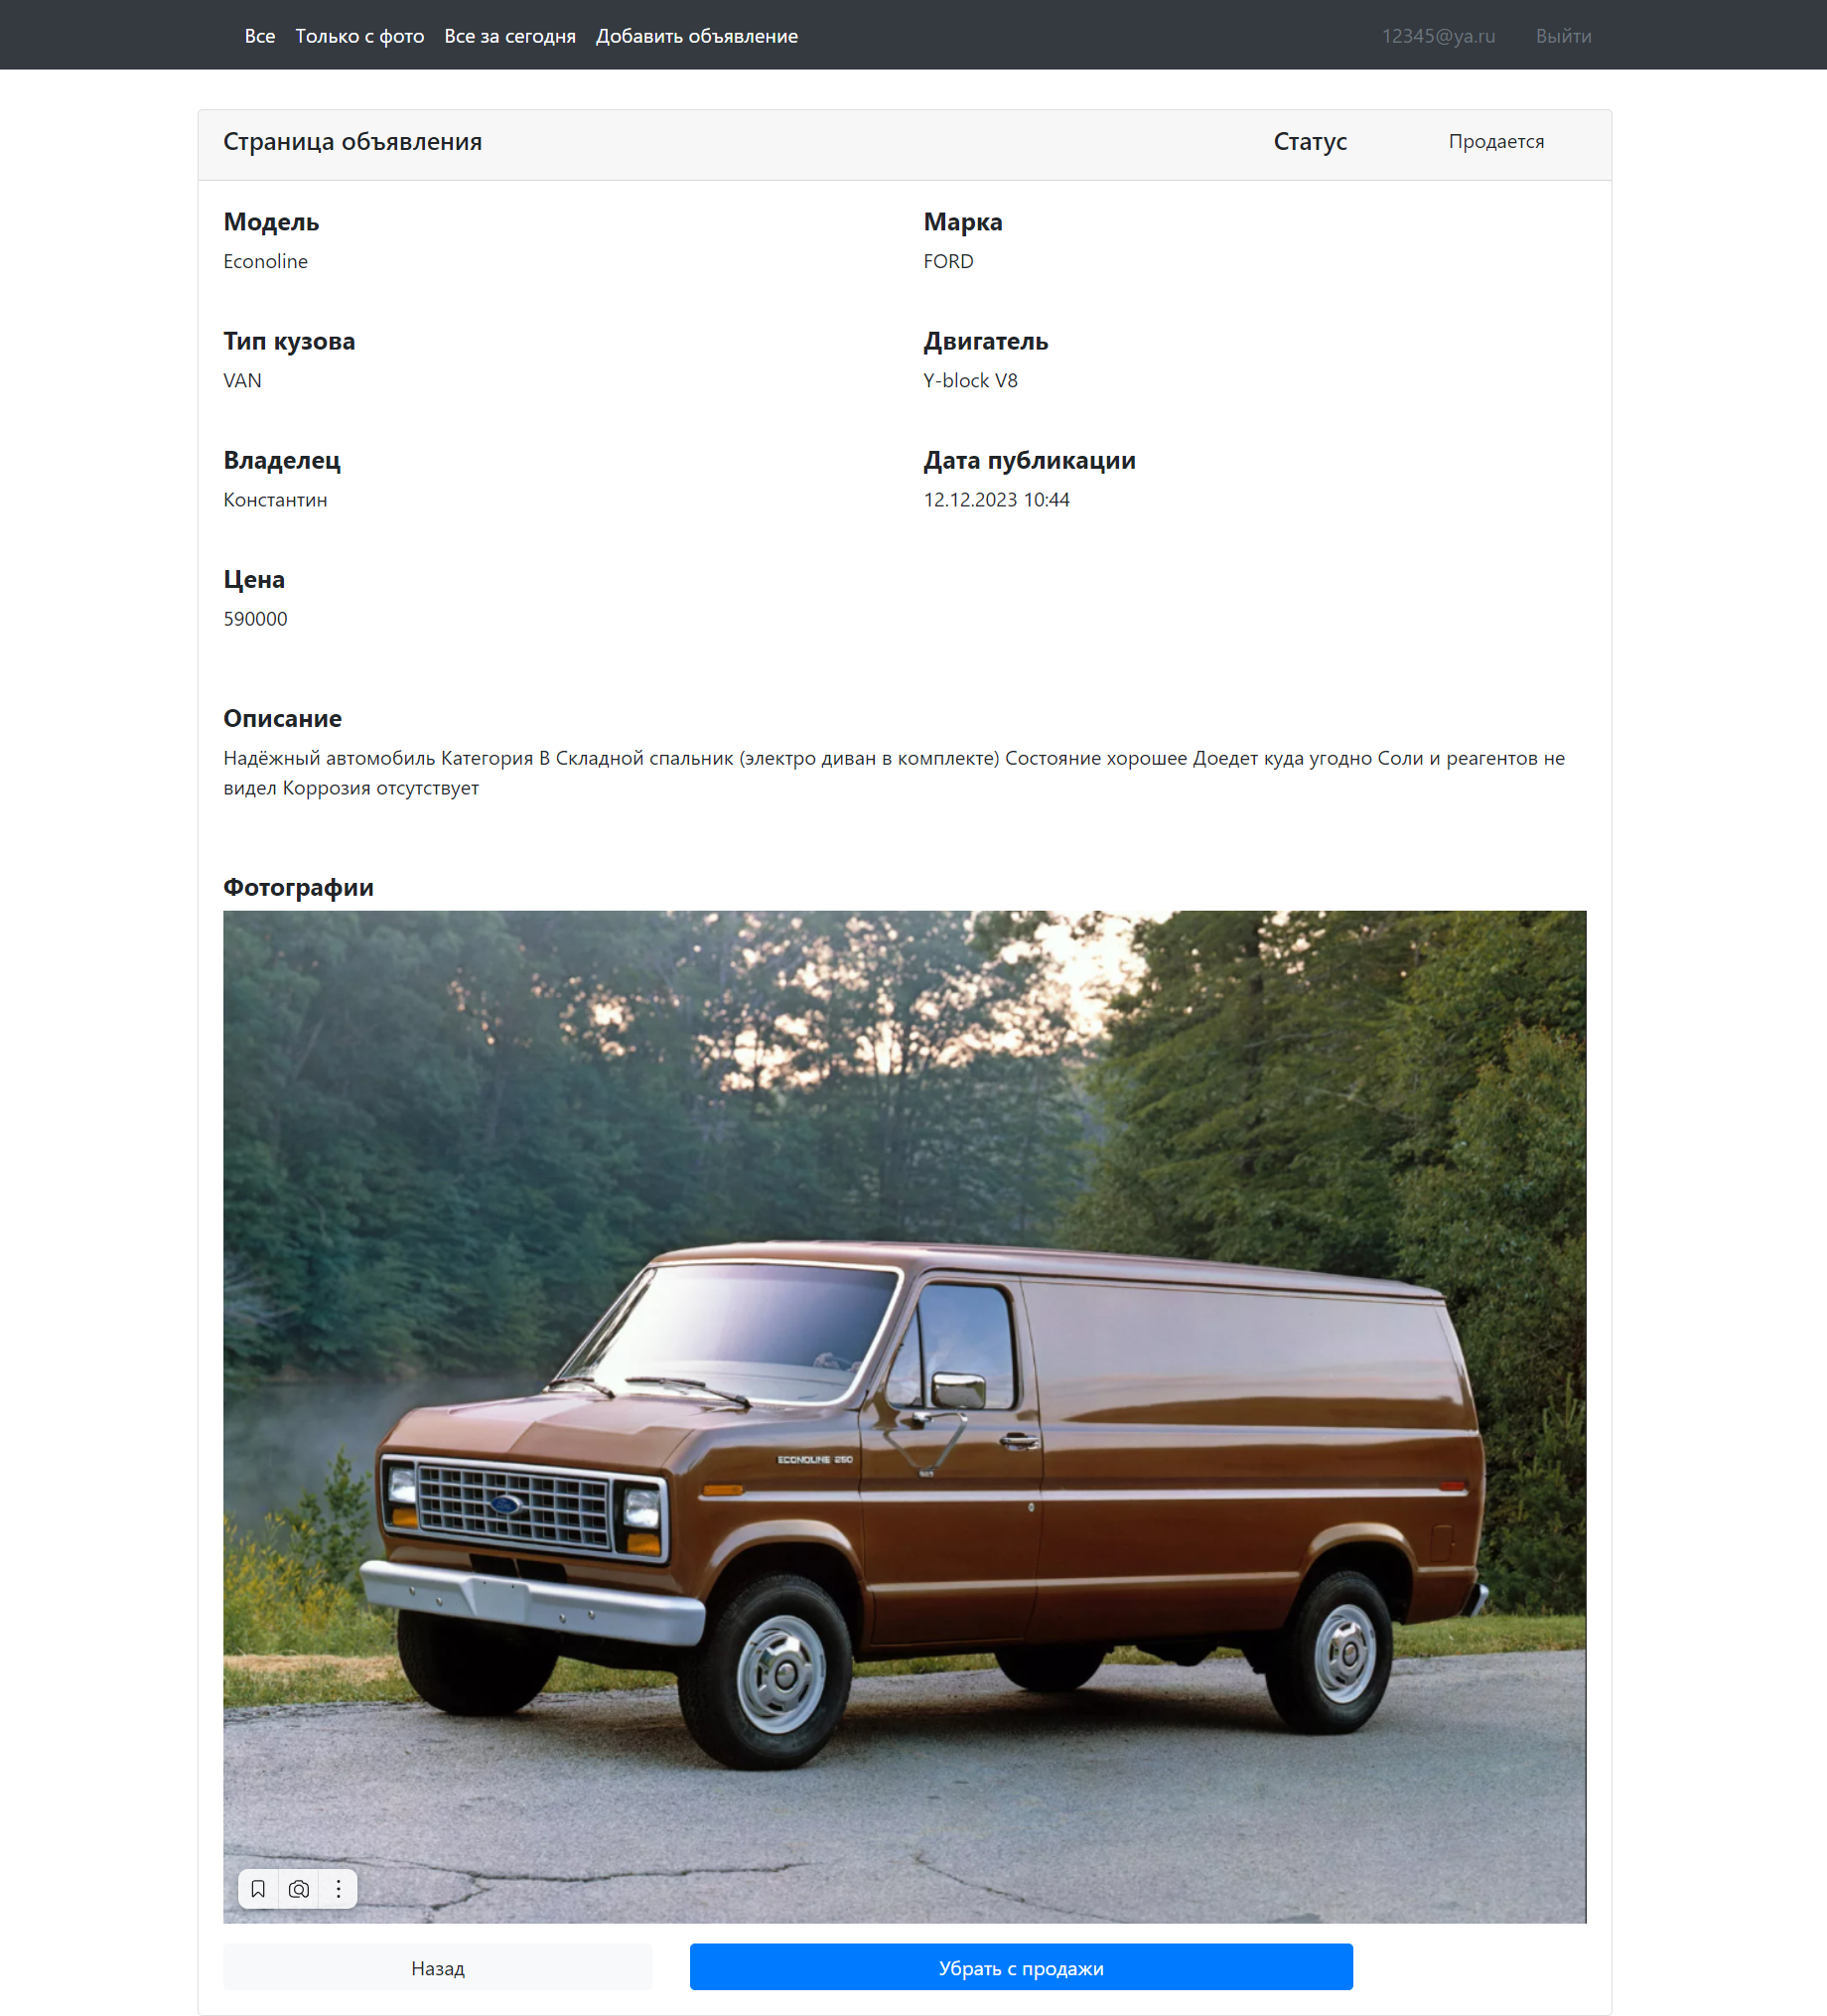 Все Только с фото Все за сегодня Добавить объявление 12345@ya.ru Выйти
Страница объявления Статус Продается
Модель Марка
Econoline FORD
Тип кузова Двигатель
VAN Y-block V8
Владелец Дата публикации
Константин 12.12.2023 10:44
Цена
590000
Описание
Надёжный автомобиль Категория В Складной спальник (электро диван в комплекте) Состояние хорошее Доедет куда угодно Соли и реагентов не
видел Коррозия отсутствует
Фотографии
ECONOLINE 250
Назад Убрать с продажи